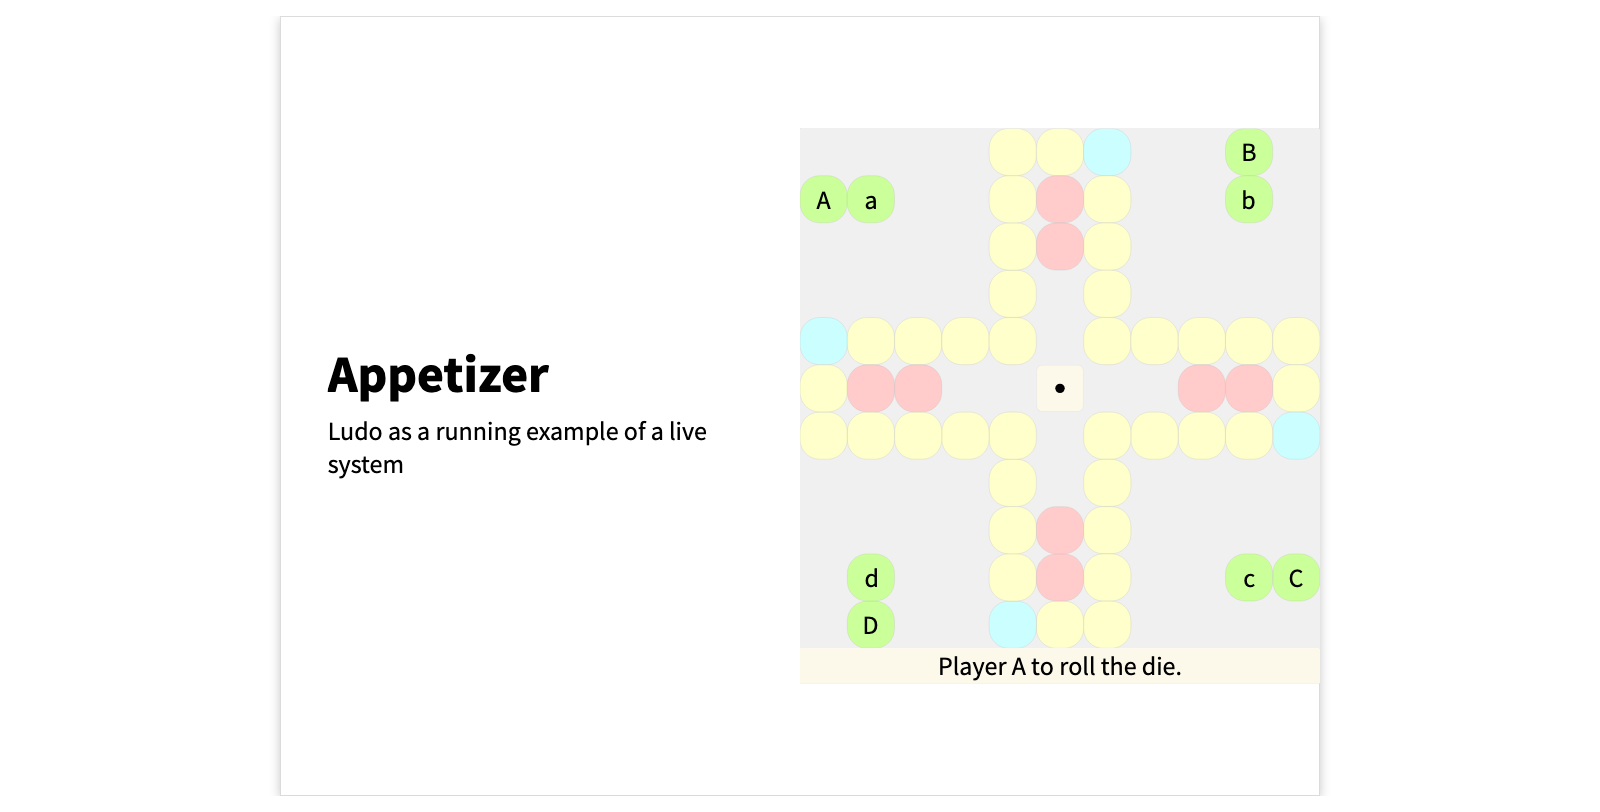 Appetizer
Ludo as a running example of a live
system
B
A a
b
d
c C
D
Player A to roll the die.